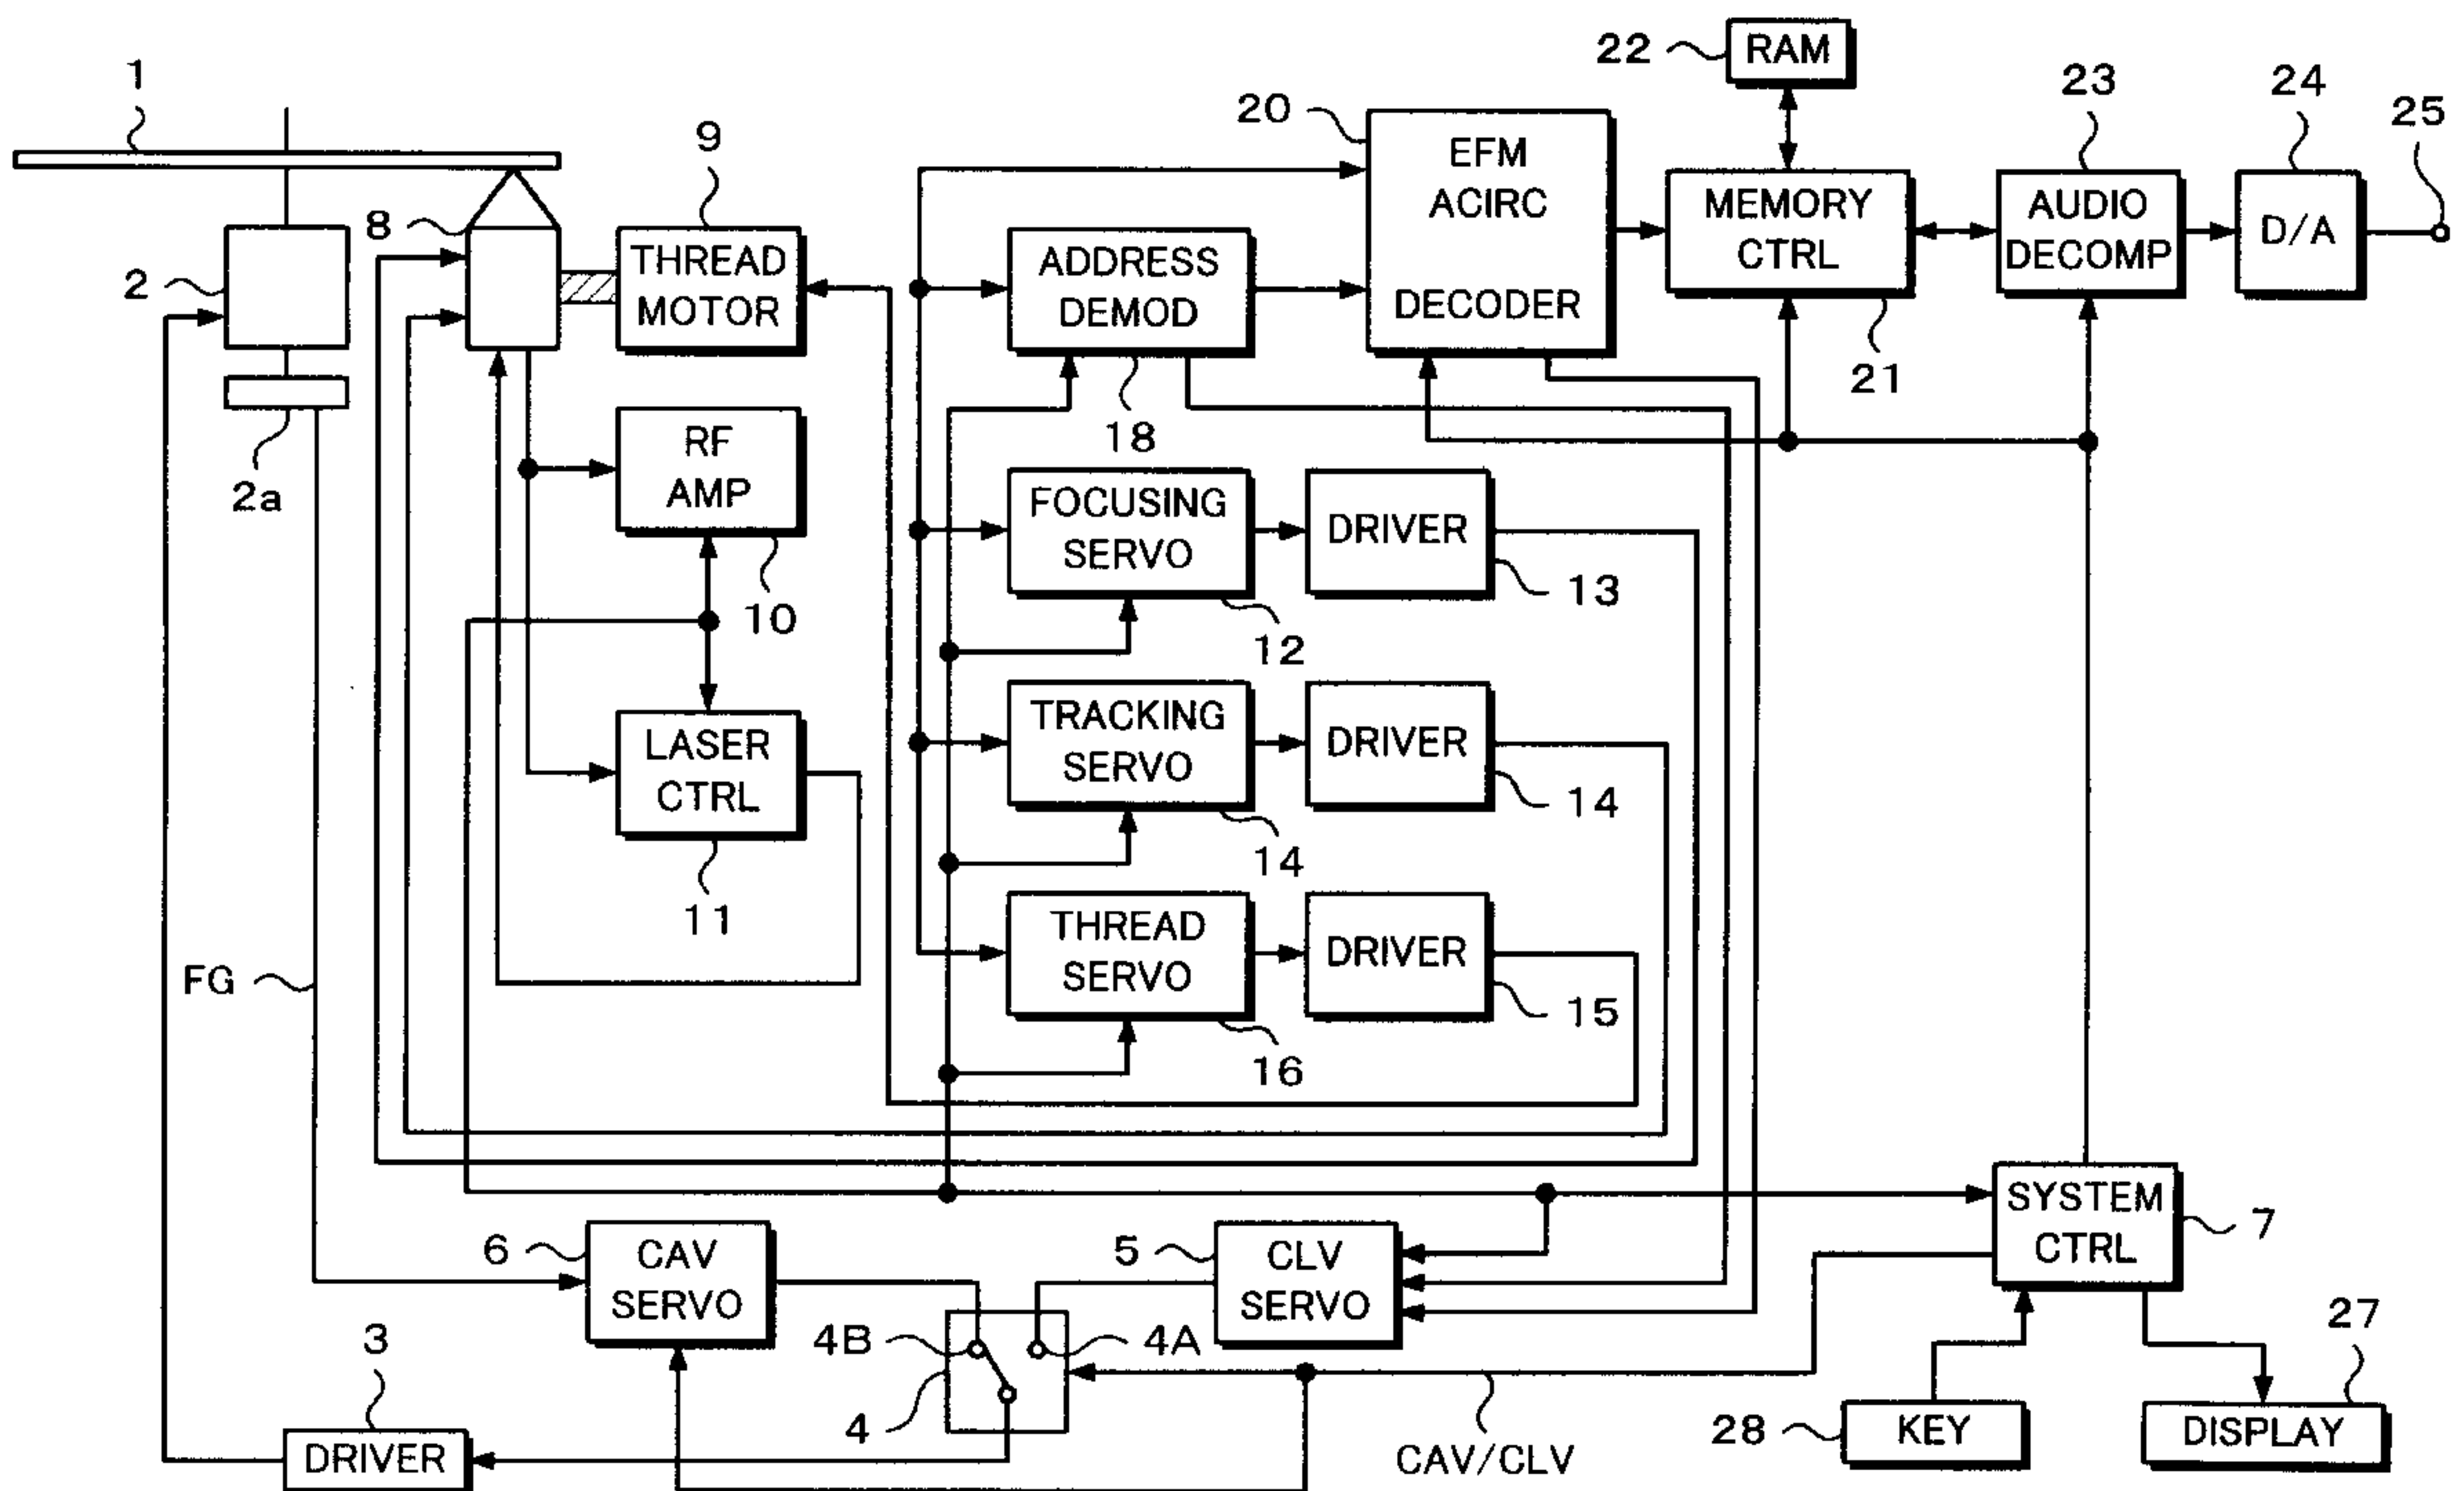 22
RAM
1
20
23
24
25
9
EFM
ACIRC
DECODER
MEMORY
CTRL
AUDIO
DECOMP
D/A
8
THREAD
MOTOR
ADDRESS
DEMOD
2
21
18
2a
RF
AMP
FOCUSING
SERVO
DRIVER
13
10
12
LASER
CTRL
TRACKING
SERVO
DRIVER
14
14
11
THREAD
SERVO
DRIVER
15
FG
16
SYSTEM
CTRL
7
6
CAV
SERVO
5
CLV
SERVO
4B
4A
27
3
4
28
KEY
DISPLAY
DRIVER
CAV/CLV